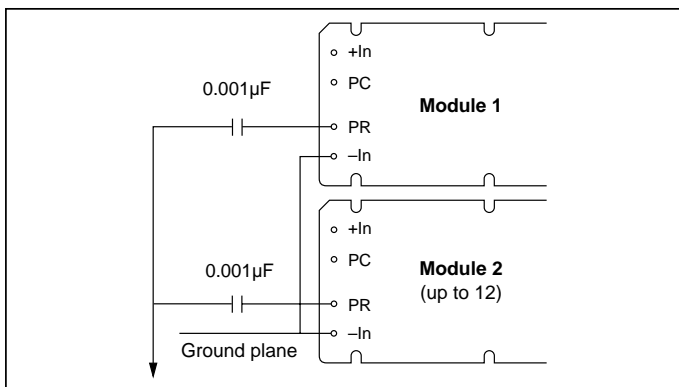 +In
PC
0.001µF
Module 1
PR
–In
+In
PC
0.001µF
Module 2
(up to 12)
PR
–In
Ground plane